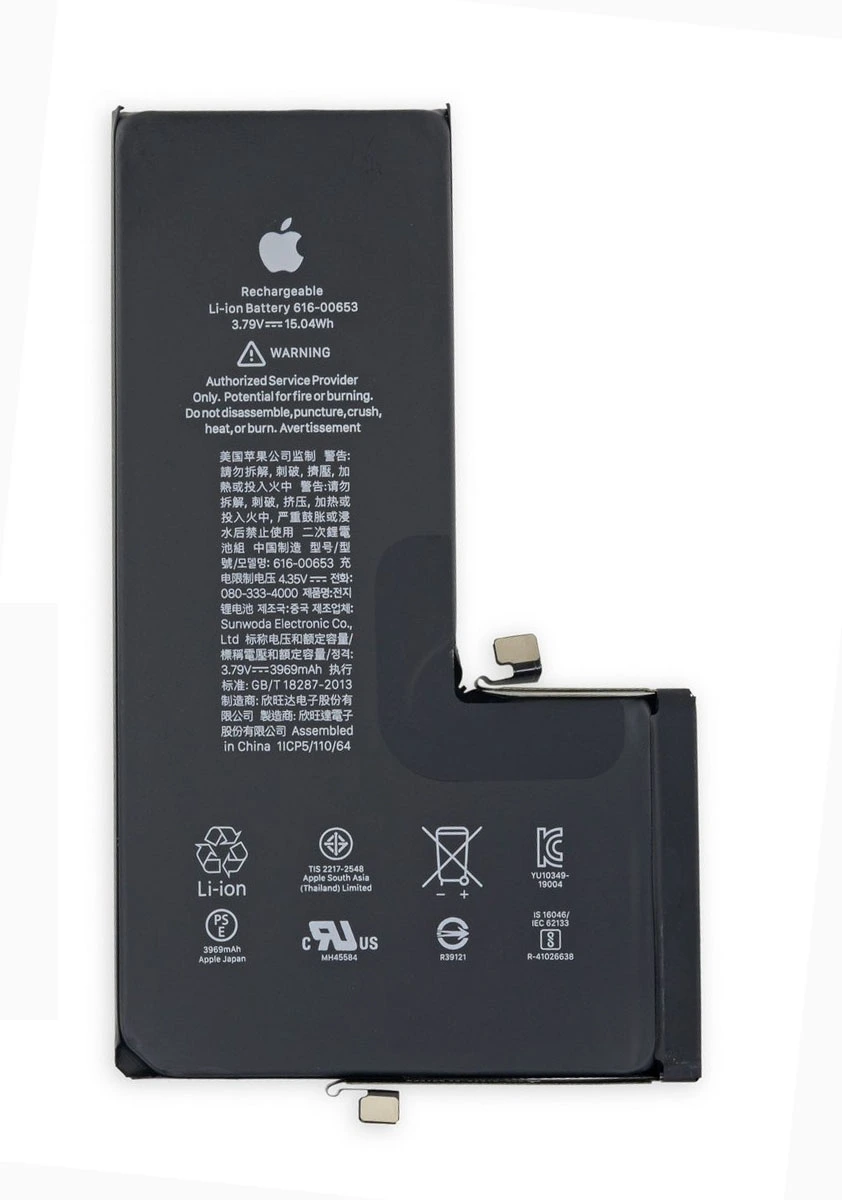 Rechargeable
Li-ion Battery 616-00653
3.79V⎓15.04Wh
WARNING
Authorized Service Provider
Only. Potential for fire or burning.
Do not disassemble, puncture, crush,
heat, or burn. Avertissement
美国苹果公司监制 警告:
請勿拆解, 刺破, 擠壓, 加
熱或投入火中 警告:请勿
拆解, 刺破, 挤压, 加热或
投入火中, 严重鼓胀或浸
水后禁止使用 二次鋰電
池組 中国制造 型号/型
號/모델명: 616-00653 充
电限制电压 4.35V⎓ 전화:
080-333-4000 제품명:전지
锂电池 제조국:중국 제조업체:
Sunwoda Electronic Co.,
Ltd 标称电压和额定容量/
標稱電壓和額定容量/정격:
3.79V⎓3969mAh 执行
标准: GB/T 18287-2013
制造商: 欣旺达电子股份有
限公司 製造商: 欣旺達電子
股份有限公司 Assembled
in China 1ICP5/110/64
Li-ion
TIS 2217-2548
Apple South Asia
(Thailand) Limited
YU10349-
19004
PS
E
3969mAh
Apple Japan
C RU US
MH45584
R39121
IS 16046/
IEC 62133
R-41026638